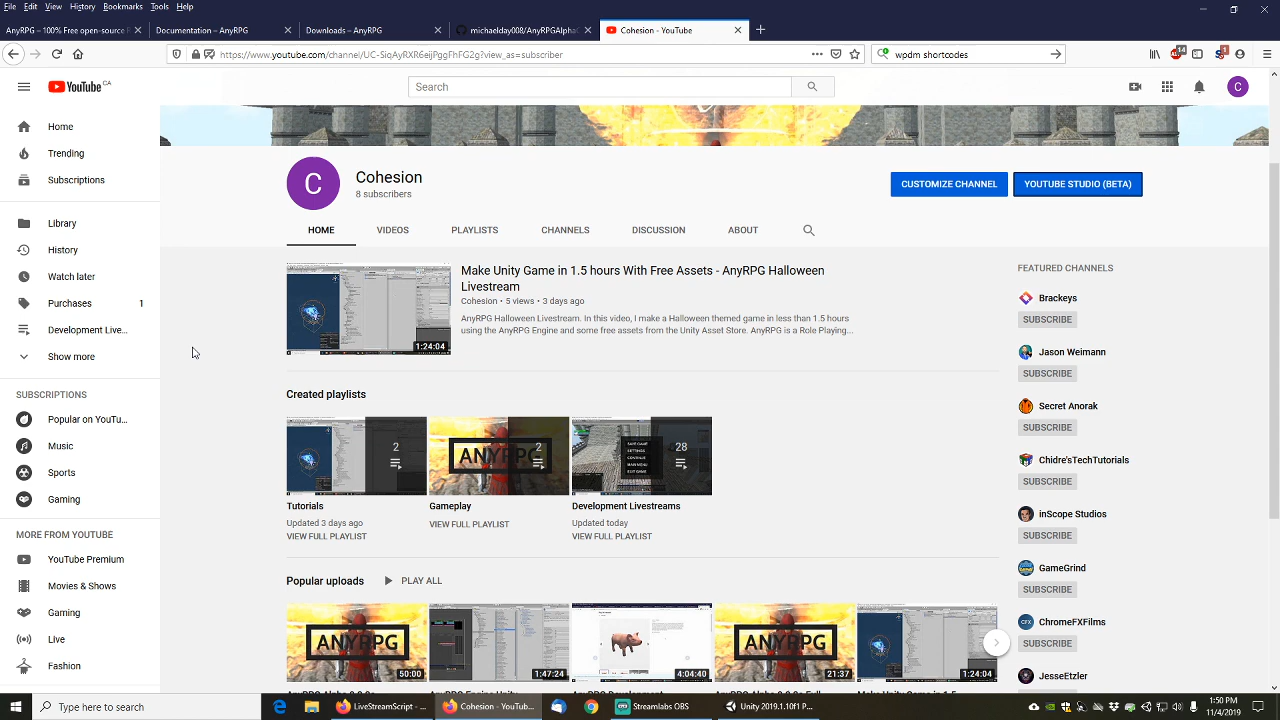 File Edit View History Bookmarks Tools Help
AnyRPG – 100% Free open-source R
Documentation – AnyRPG
Downloads – AnyRPG
michaelday008/AnyRPGAlpha
Cohesion - YouTube
https://www.youtube.com/channel/UC-SiqAyRXR6eijPggFhFG2g?view_as=subscriber
wpdm shortcodes
YouTube CA
Search
C
Home
Trending
Subscriptions
Library
History
Watch later
Purchases 1
Development Live...
Show more
SUBSCRIPTIONS
Popular on YouTu...
Music
Sports
Gaming
MORE FROM YOUTUBE
YouTube Premium
Movies & Shows
Gaming
Live
Fashion
C
Cohesion
8 subscribers
CUSTOMIZE CHANNEL
YOUTUBE STUDIO (BETA)
HOME VIDEOS PLAYLISTS CHANNELS DISCUSSION ABOUT
1:24:04
Make Unity Game in 1.5 hours With Free Assets - AnyRPG Halloween
Livestream
Cohesion • 5 views • 3 days ago
AnyRPG Halloween Livestream. In this video, I make a Halloween themed game in less than 1.5 hours
using the AnyRPG Engine and some free assets from the Unity Asset Store. AnyRPG is a Role Playing...
Created playlists
2
Tutorials
Updated 3 days ago
VIEW FULL PLAYLIST
ANYRPG
2
Gameplay
VIEW FULL PLAYLIST
SAVE GAME
SETTINGS
CONTINUE
MAIN MENU
EXIT GAME
28
Development Livestreams
Updated today
VIEW FULL PLAYLIST
Popular uploads PLAY ALL
ANYRPG
50:00
1:47:24
4:04:40
ANYRPG
21:37
1:24:04
FEATURED CHANNELS
Brackeys
SUBSCRIBE
Jason Weimann
SUBSCRIBE
Secret Anorak
SUBSCRIBE
Chidre'sTechTutorials
SUBSCRIBE
inScope Studios
SUBSCRIBE
GameGrind
SUBSCRIBE
CFX
ChromeFXFilms
SUBSCRIBE
JesseEtzler
Type here to search
LiveStreamScript - ...
Cohesion - YouTub...
Streamlabs OBS
Unity 2019.1.10f1 P...
1:50 PM
11/4/2019